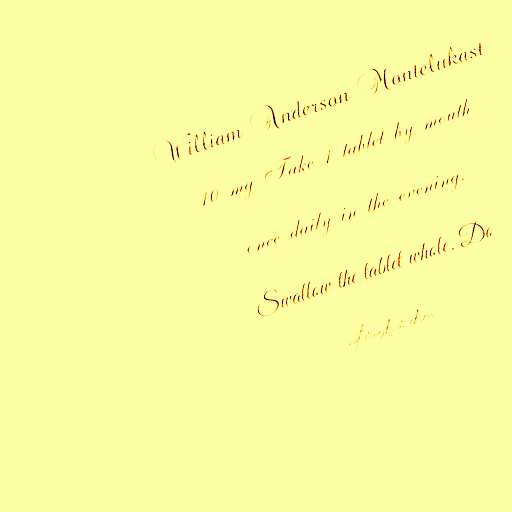 William Anderson Montelukast
10 mg Take 1 tablet by mouth
once daily in the evening.
Swallow the tablet whole. Do